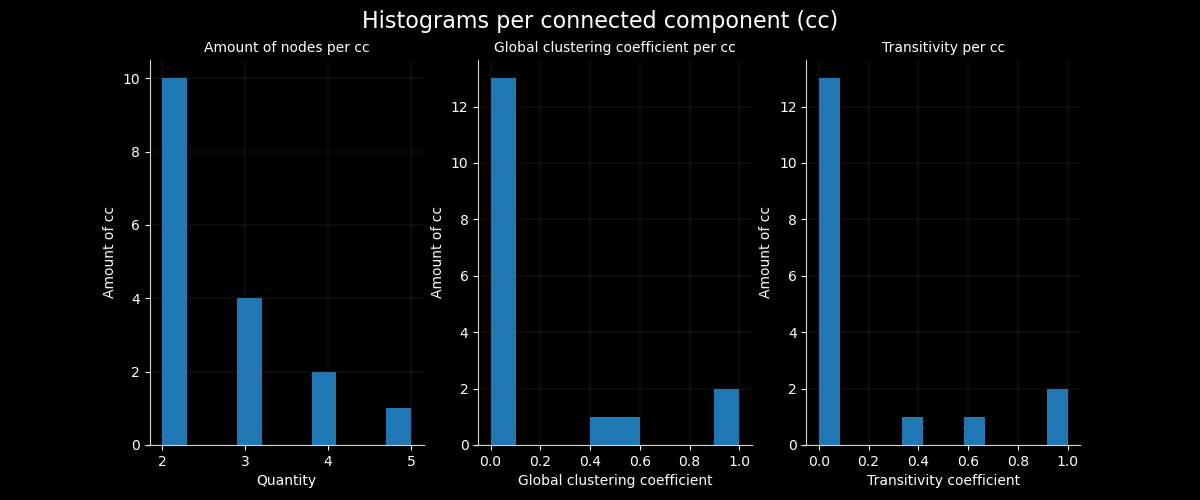 Histograms per connected component (cc)
Amount of nodes per cc
Global clustering coefficient per cc
Transitivity per cc
Amount of cc
10
8
6
4
2
0
2 3 4 5
Quantity
Amount of cc
12
10
8
6
4
2
0
0.0 0.2 0.4 0.6 0.8 1.0
Global clustering coefficient
Amount of cc
12
10
8
6
4
2
0
0.0 0.2 0.4 0.6 0.8 1.0
Transitivity coefficient